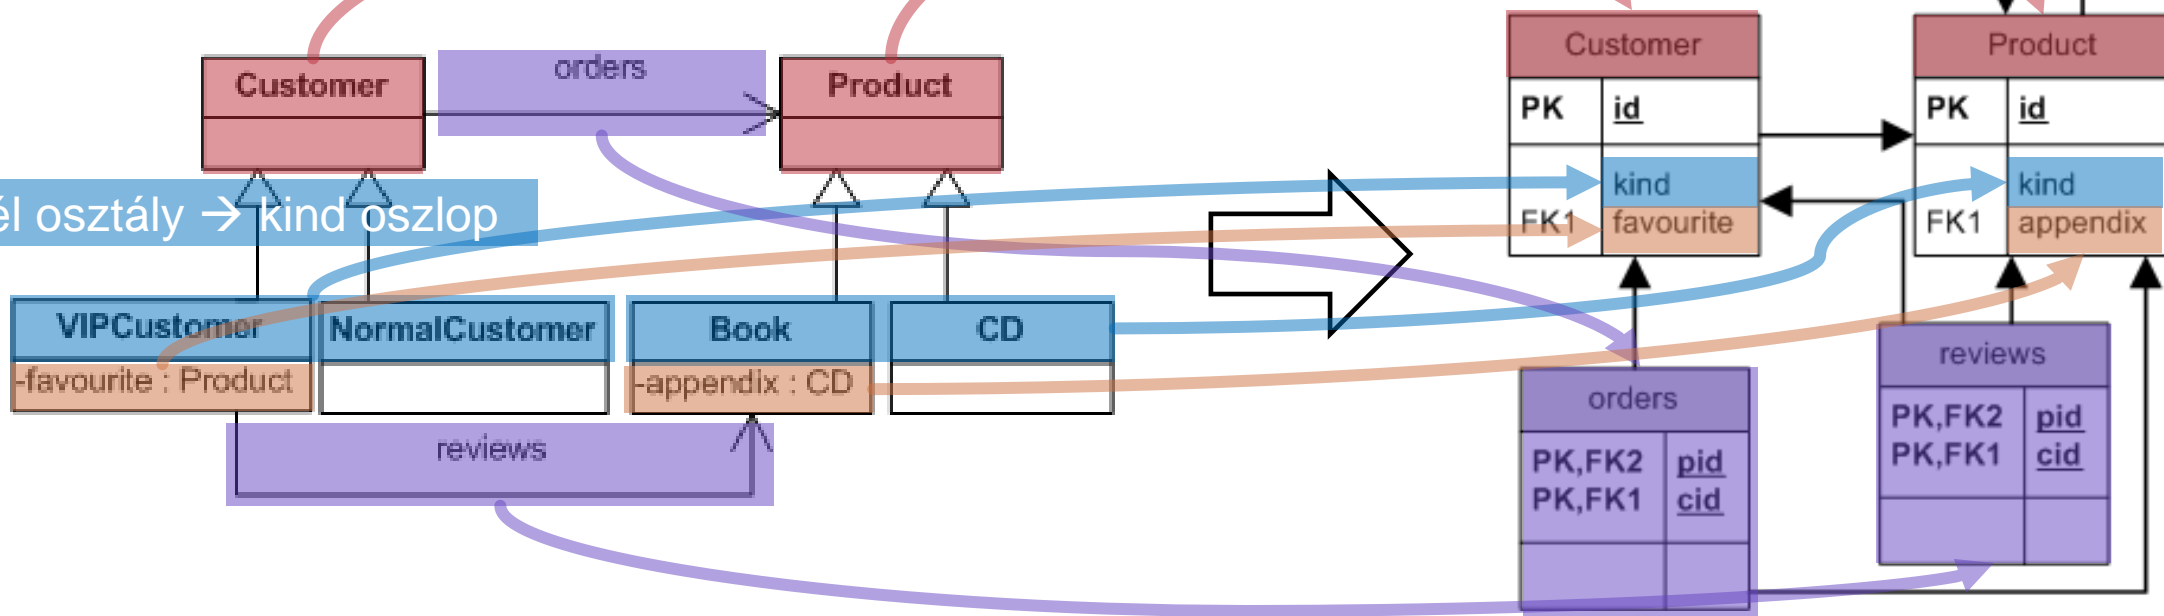 Customer
orders
Product
él osztály → kind oszlop
VIPCustomer
-favourite : Product
NormalCustomer
Book
-appendix : CD
CD
reviews
Customer
PK id
kind
FK1 favourite
Product
PK id
kind
FK1 appendix
orders
PK,FK2 pid
PK,FK1 cid
reviews
PK,FK2 pid
PK,FK1 cid